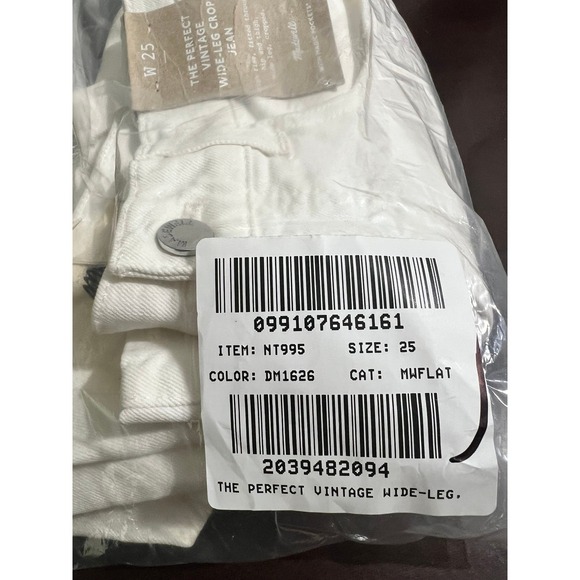 W 25
THE PERFECT
VINTAGE
WIDE-LEG CROP
JEAN
Madewell
099107646161
ITEM: NT995 SIZE: 25
COLOR: DM1626 CAT: MWFLAT
2039482094
THE PERFECT VINTAGE WIDE-LEG,